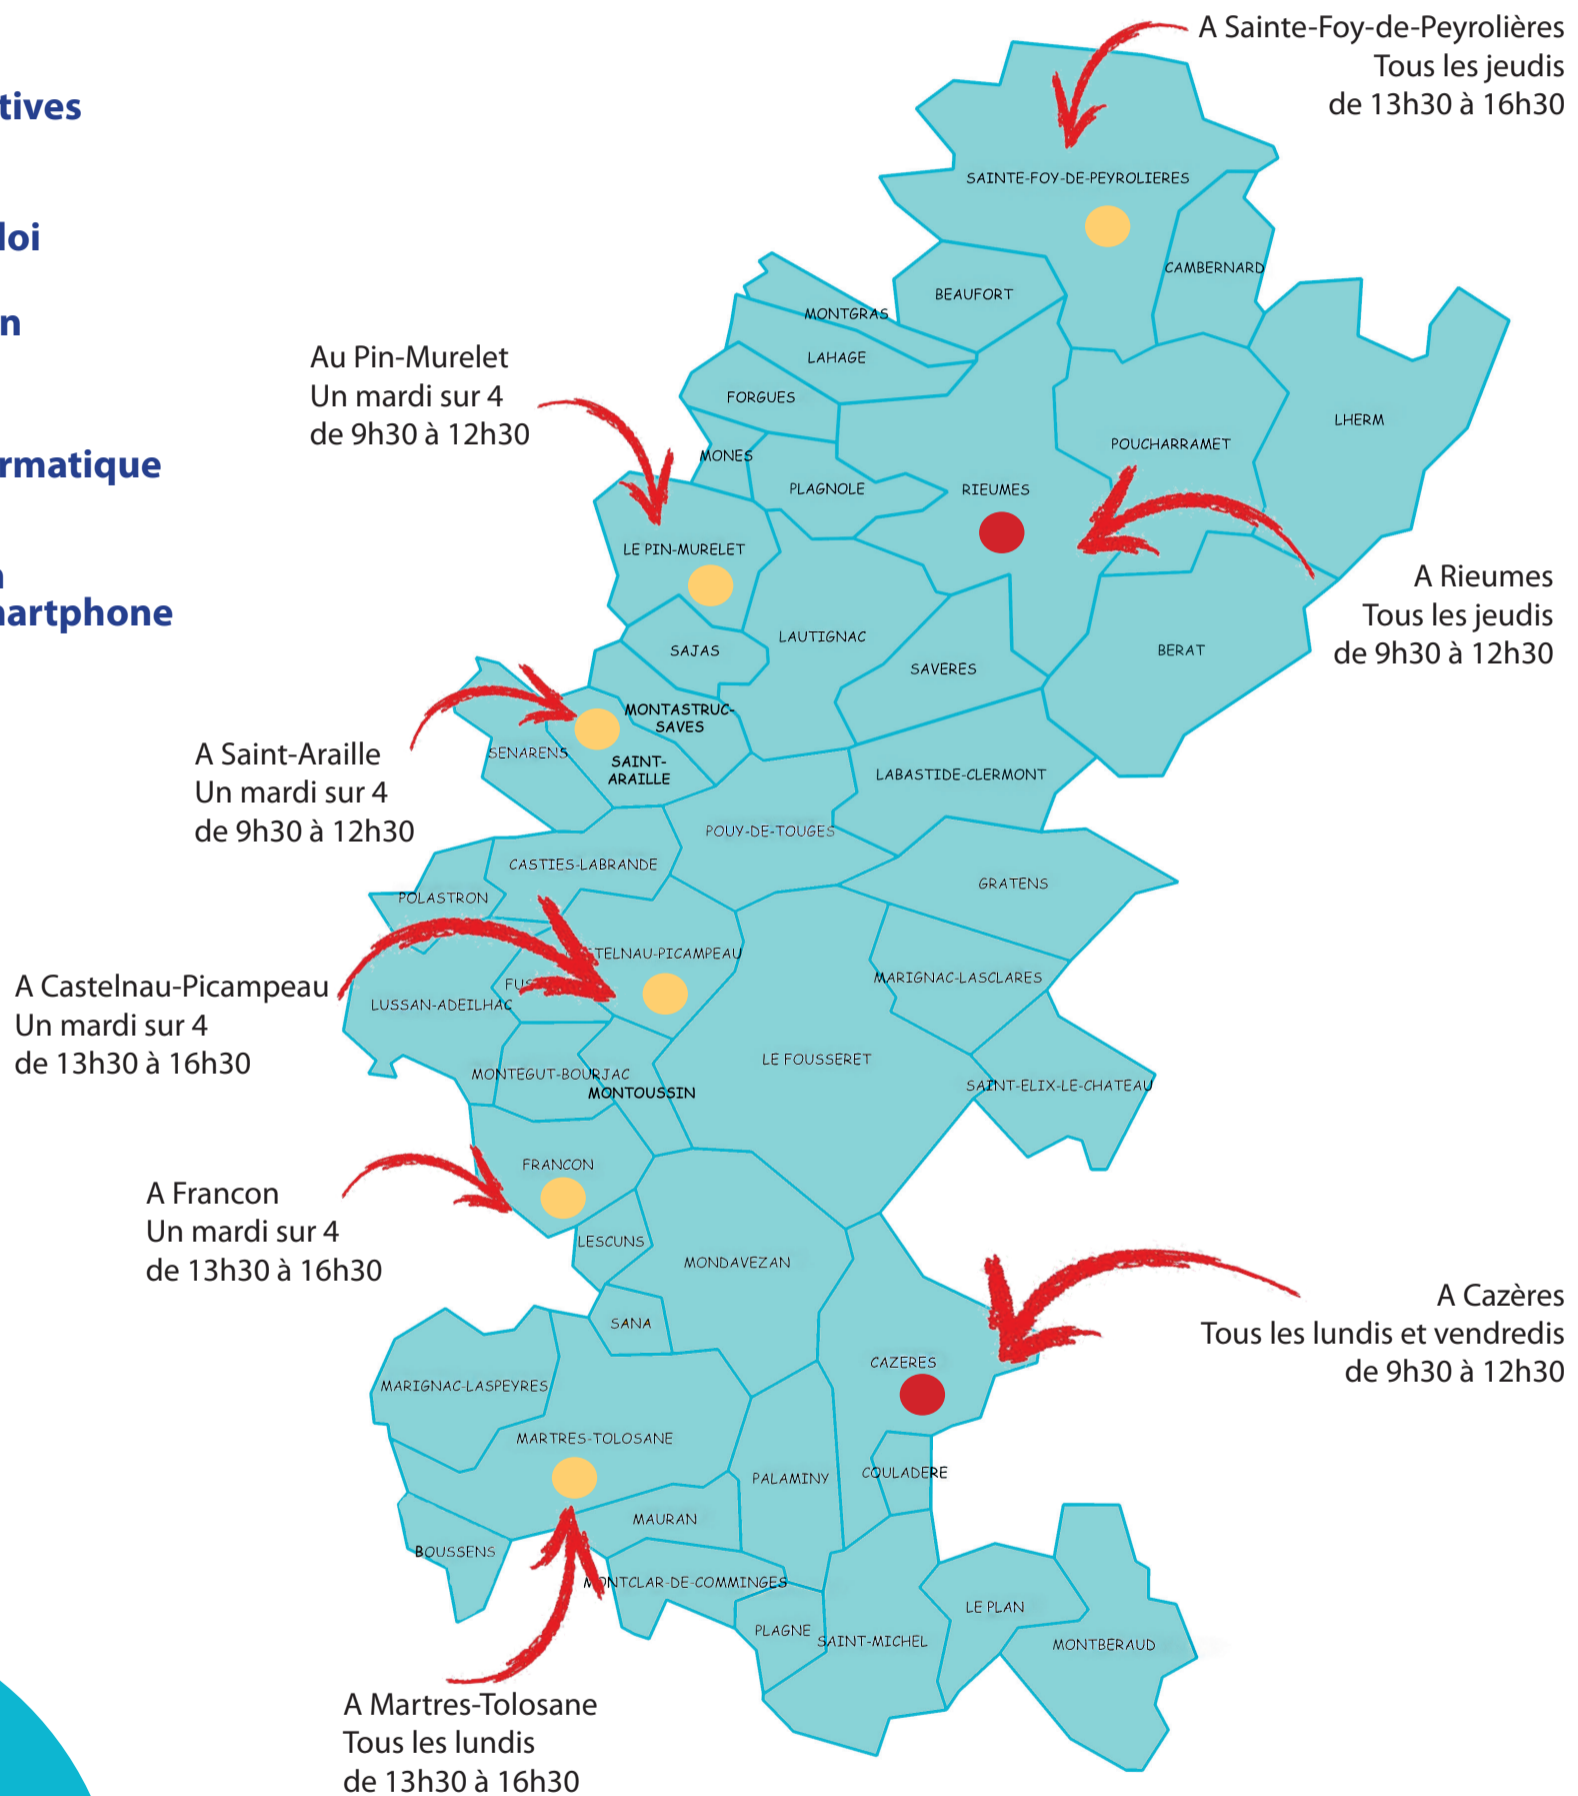 tives
loi
n
rmatique
martphone
A Sainte-Foy-de-Peyrolières
Tous les jeudis
de 13h30 à 16h30
SAINTE-FOY-DE-PEYROLIERES
CAMBERNARD
BEAUFORT
MONTGRAS
LAHAGE
FORGUES
LHERM
Au Pin-Murelet
Un mardi sur 4
de 9h30 à 12h30
POUCHARRAMET
MONES
PLAGNOLE
RIEUMES
LE PIN-MURELET
A Rieumes
Tous les jeudis
de 9h30 à 12h30
LAUTIGNAC
SAJAS
BERAT
SAVERES
MONTASTRUC-
SAVES
SENARENS
SAINT-
ARAILLE
A Saint-Araille
Un mardi sur 4
de 9h30 à 12h30
LABASTIDE-CLERMONT
POUY-DE-TOUGES
CASTIES-LABRANDE
GRATENS
POLASTRON
TELNAU-PICAMPEAU
MARIGNAC-LASCLARES
FUS
A Castelnau-Picampeau
Un mardi sur 4
de 13h30 à 16h30
LUSSAN-ADEILHAC
LE FOUSSERET
MONTEGUT-BOURJAC
SAINT-ELIX-LE-CHATEAU
MONTOUSSIN
FRANCON
A Francon
Un mardi sur 4
de 13h30 à 16h30
LESCUNS
MONDAVEZAN
A Cazères
Tous les lundis et vendredis
de 9h30 à 12h30
SANA
CAZERES
MARIGNAC-LASPEYRES
MARTRES-TOLOSANE
COULADERE
PALAMINY
MAURAN
BOUSSENS
MONTCLAR-DE-COMMINGES
LE PLAN
PLAGNE
SAINT-MICHEL
MONTBERAUD
A Martres-Tolosane
Tous les lundis
de 13h30 à 16h30